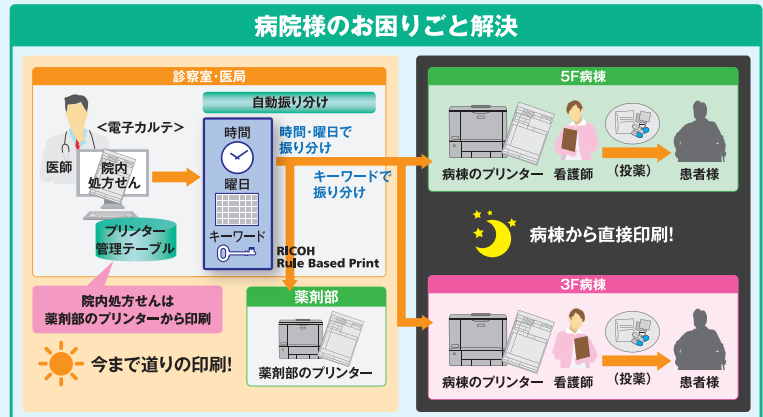 病院様のお困りごと解決
診察室・医局
自動振り分け
<電子カルテ>
医師
院内
処方せん
プリンター
管理テーブル
時間
曜日
キーワード
時間・曜日で
振り分け
キーワードで
振り分け
RICOH
Rule Based Print
院内処方せんは
薬剤部のプリンターから印刷
今まで道りの印刷!
薬剤部
薬剤部のプリンター
5F病棟
病棟のプリンター
看護師
(投薬)
患者様
病棟から直接印刷!
3F病棟
病棟のプリンター
看護師
(投薬)
患者様